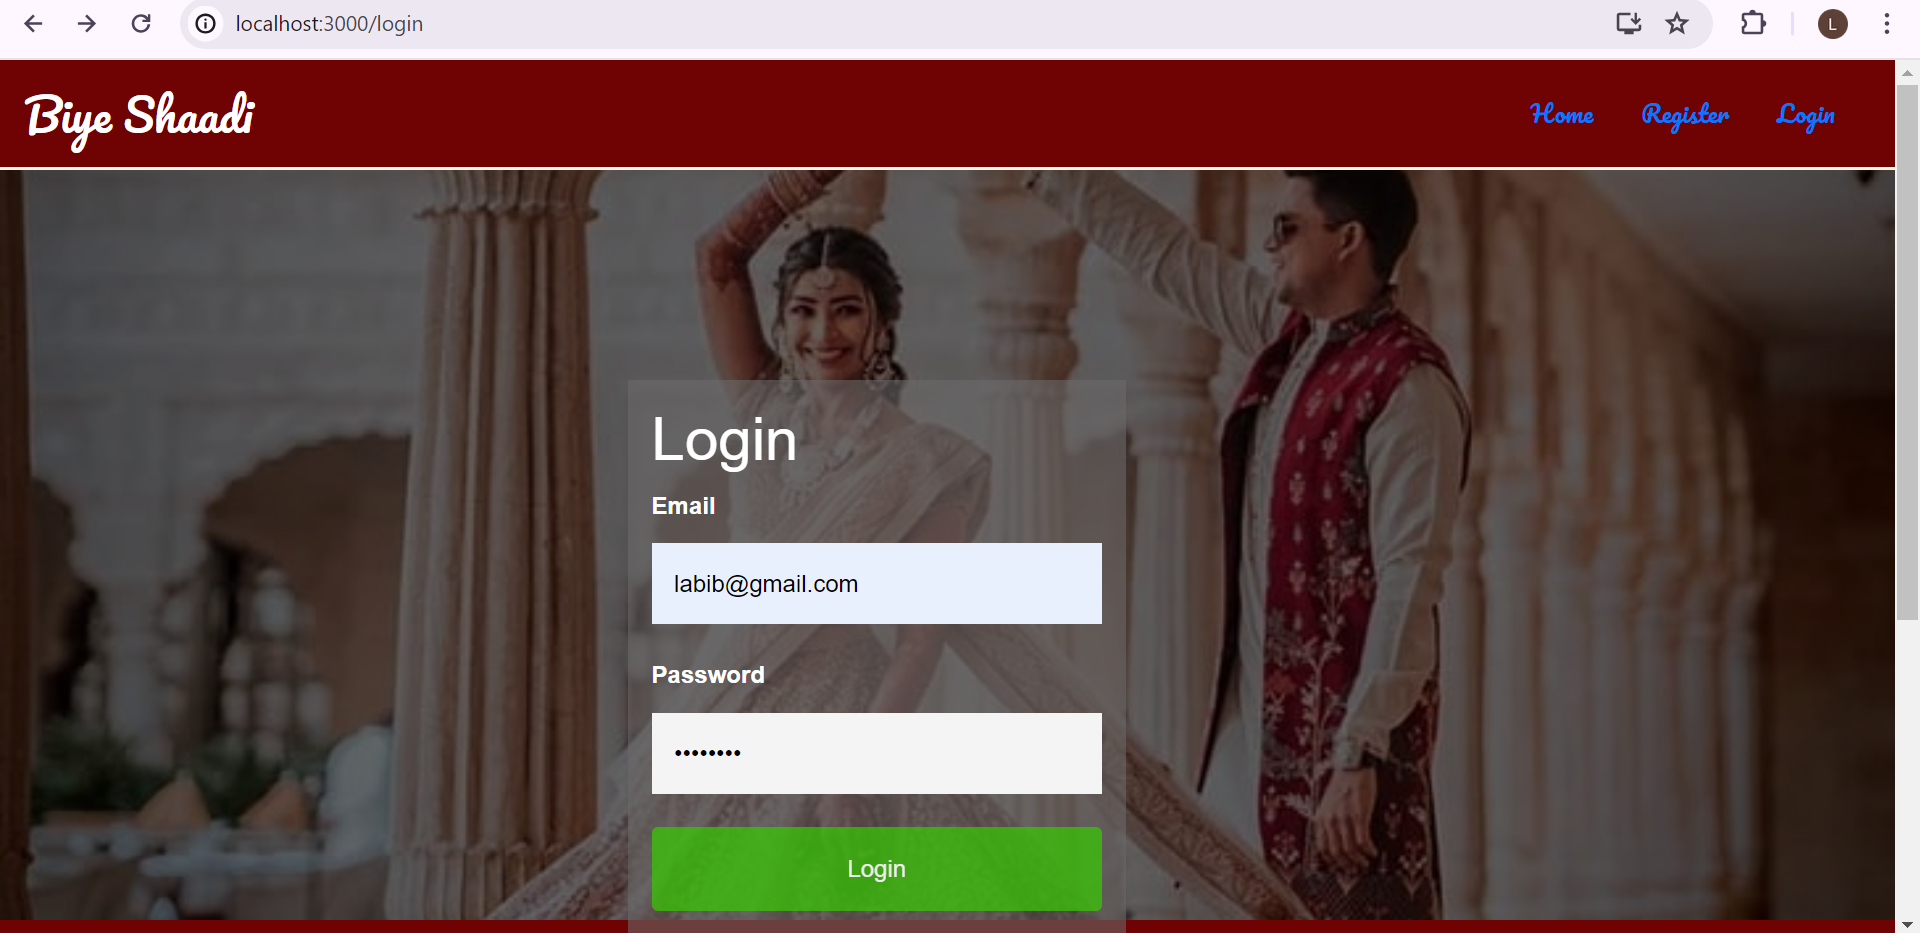 localhost:3000/login
L
Biye Shaadi
Home Register Login
Login
Email
labib@gmail.com
Password
••••••••
Login